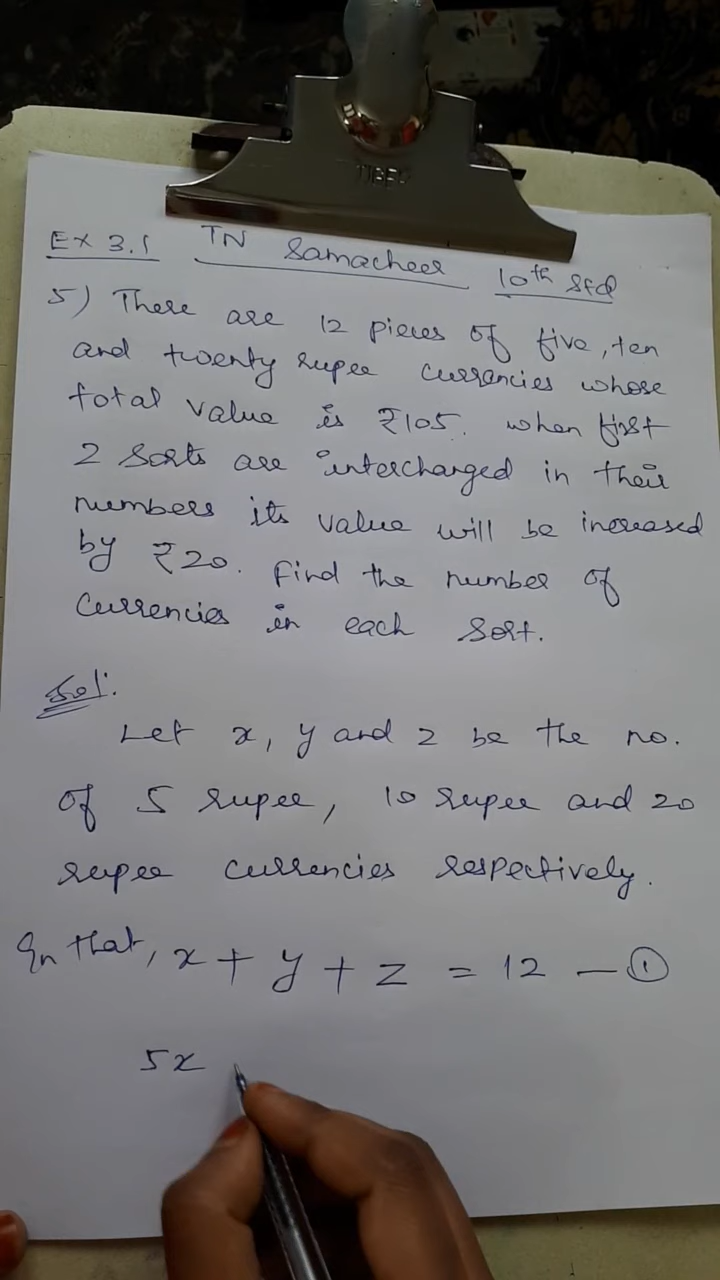 Ex 3.1 TN Samacheer 10th Std
5) There are 12 pieces of five, ten
and twenty rupee currencies whose
total value is ₹105. when first
2 sorts are interchanged in their
numbers its value will be increased
by ₹20. Find the number of
currencies in each sort.
Sol:
Let x, y and z be the no.
of 5 rupee, 10 rupee and 20
rupee currencies respectively.
Gn that, x + y + z = 12 — ①
5x